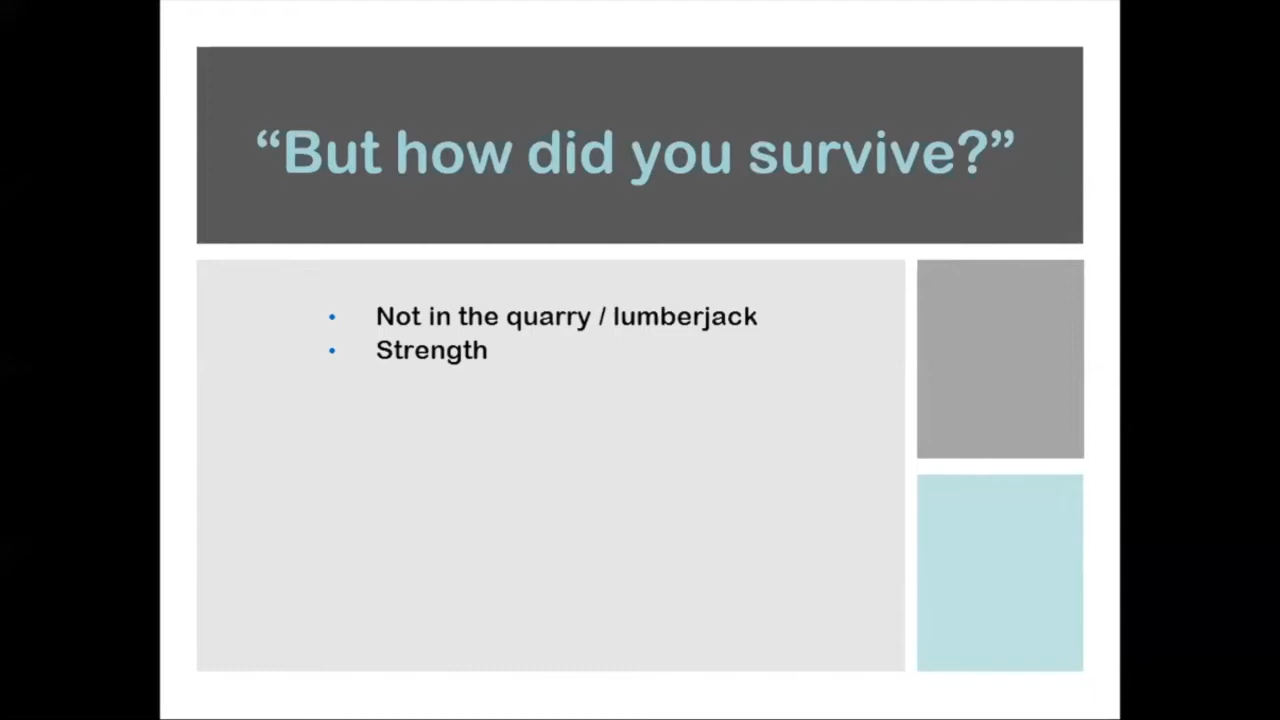 “But how did you survive?”
• Not in the quarry / lumberjack
• Strength